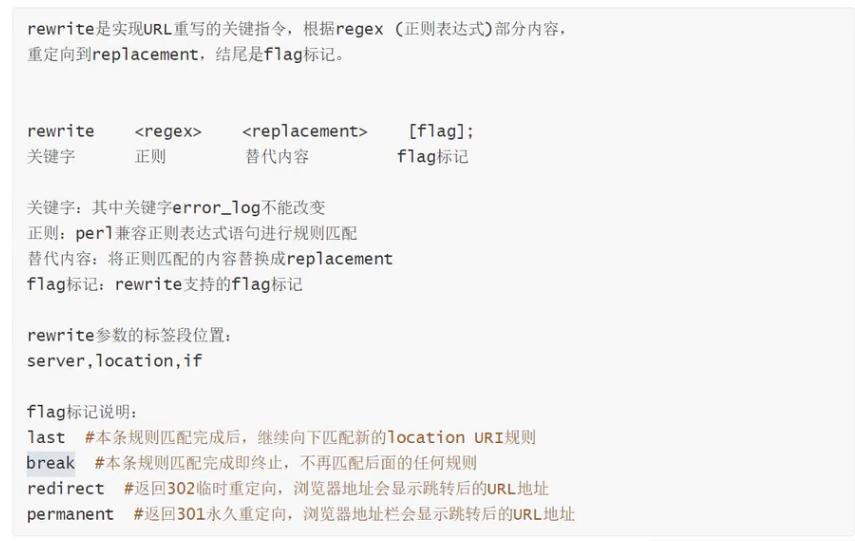 rewrite是实现URL重写的关键指令，根据regex (正则表达式)部分内容，
重定向到replacement，结尾是flag标记。
rewrite <regex> <replacement> [flag];
关键字 正则 替代内容 flag标记
关键字：其中关键字error_log不能改变
正则：perl兼容正则表达式语句进行规则匹配
替代内容：将正则匹配的内容替换成replacement
flag标记：rewrite支持的flag标记
rewrite参数的标签段位置：
server,location,if
flag标记说明：
last #本条规则匹配完成后，继续向下匹配新的location URI规则
break #本条规则匹配完成即终止，不再匹配后面的任何规则
redirect #返回302临时重定向，浏览器地址会显示跳转后的URL地址
permanent #返回301永久重定向，浏览器地址栏会显示跳转后的URL地址